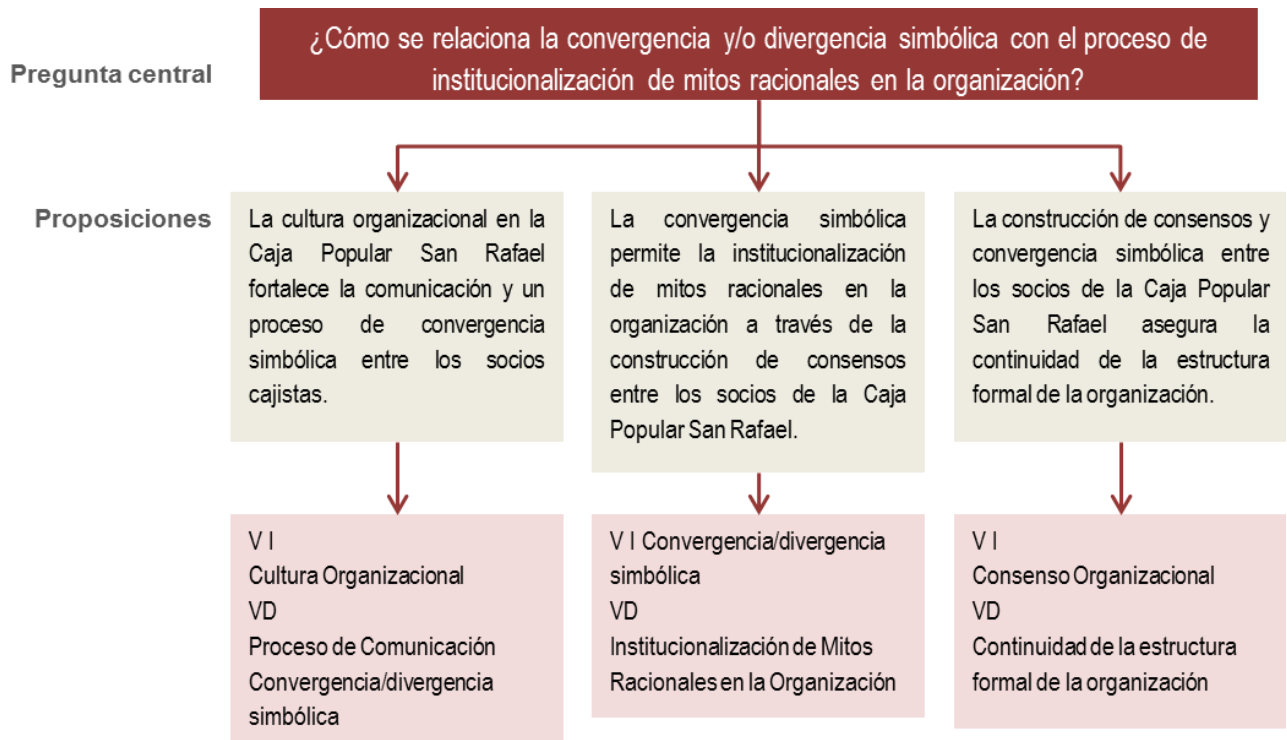 Pregunta central
¿Cómo se relaciona la convergencia y/o divergencia simbólica con el proceso de
institucionalización de mitos racionales en la organización?
Proposiciones
La cultura organizacional en la
Caja Popular San Rafael
fortalece la comunicación y un
proceso de convergencia
simbólica entre los socios
cajistas.
La convergencia simbólica
permite la institucionalización
de mitos racionales en la
organización a través de la
construcción de consensos
entre los socios de la Caja
Popular San Rafael.
La construcción de consensos y
convergencia simbólica entre
los socios de la Caja Popular
San Rafael asegura la
continuidad de la estructura
formal de la organización.
V I
Cultura Organizacional
VD
Proceso de Comunicación
Convergencia/divergencia
simbólica
V I Convergencia/divergencia
simbólica
VD
Institucionalización de Mitos
Racionales en la Organización
V I
Consenso Organizacional
VD
Continuidad de la estructura
formal de la organización